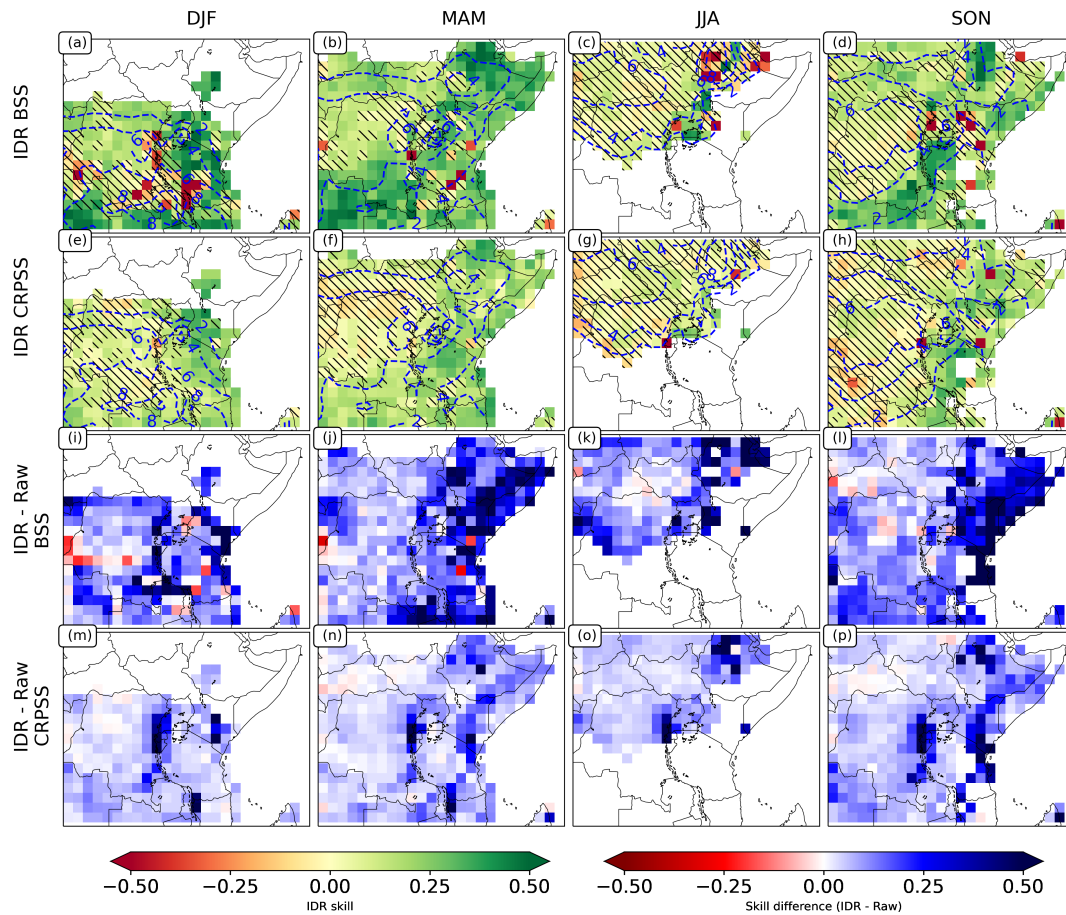 DJF MAM JJA SON
IDR BSS
(a) (b) (c) (d)
IDR CRPSS
(e) (f) (g) (h)
IDR - Raw
BSS
(i) (j) (k) (l)
IDR - Raw
CRPSS
(m) (n) (o) (p)
−0.50 −0.25 0.00 0.25 0.50
IDR skill
−0.50 −0.25 0.00 0.25 0.50
Skill difference (IDR - Raw)